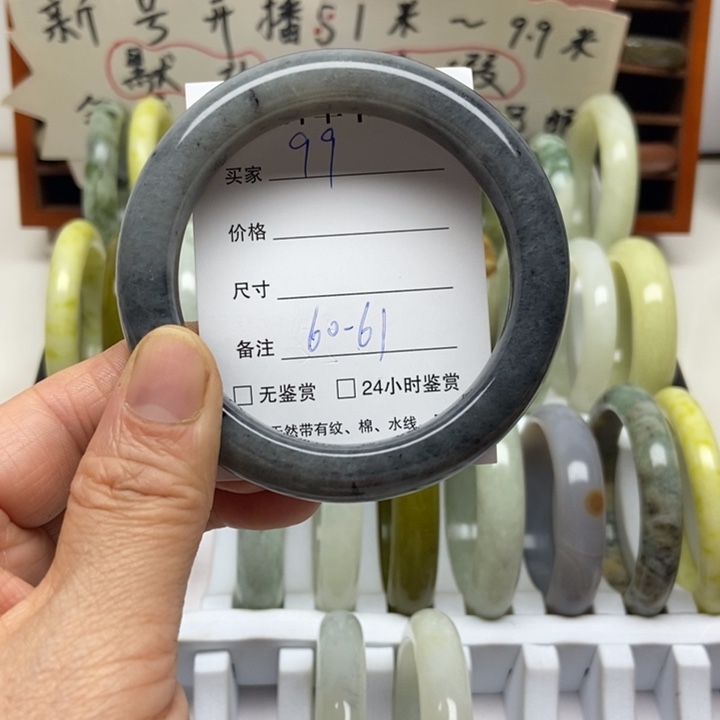 新号开播51米~9.9米
默
买家 99
价格
尺寸
备注 60-61
□ 无鉴赏 □ 24小时鉴赏
天然带有纹、棉、水线